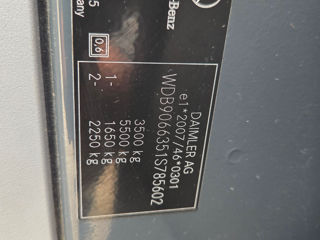 DAIMLER AG
e1*2007/46*0301
WDB9066351S785602
3500 kg
5500 kg
1- 1650 kg
2- 2250 kg
-Benz
0.6
5
any